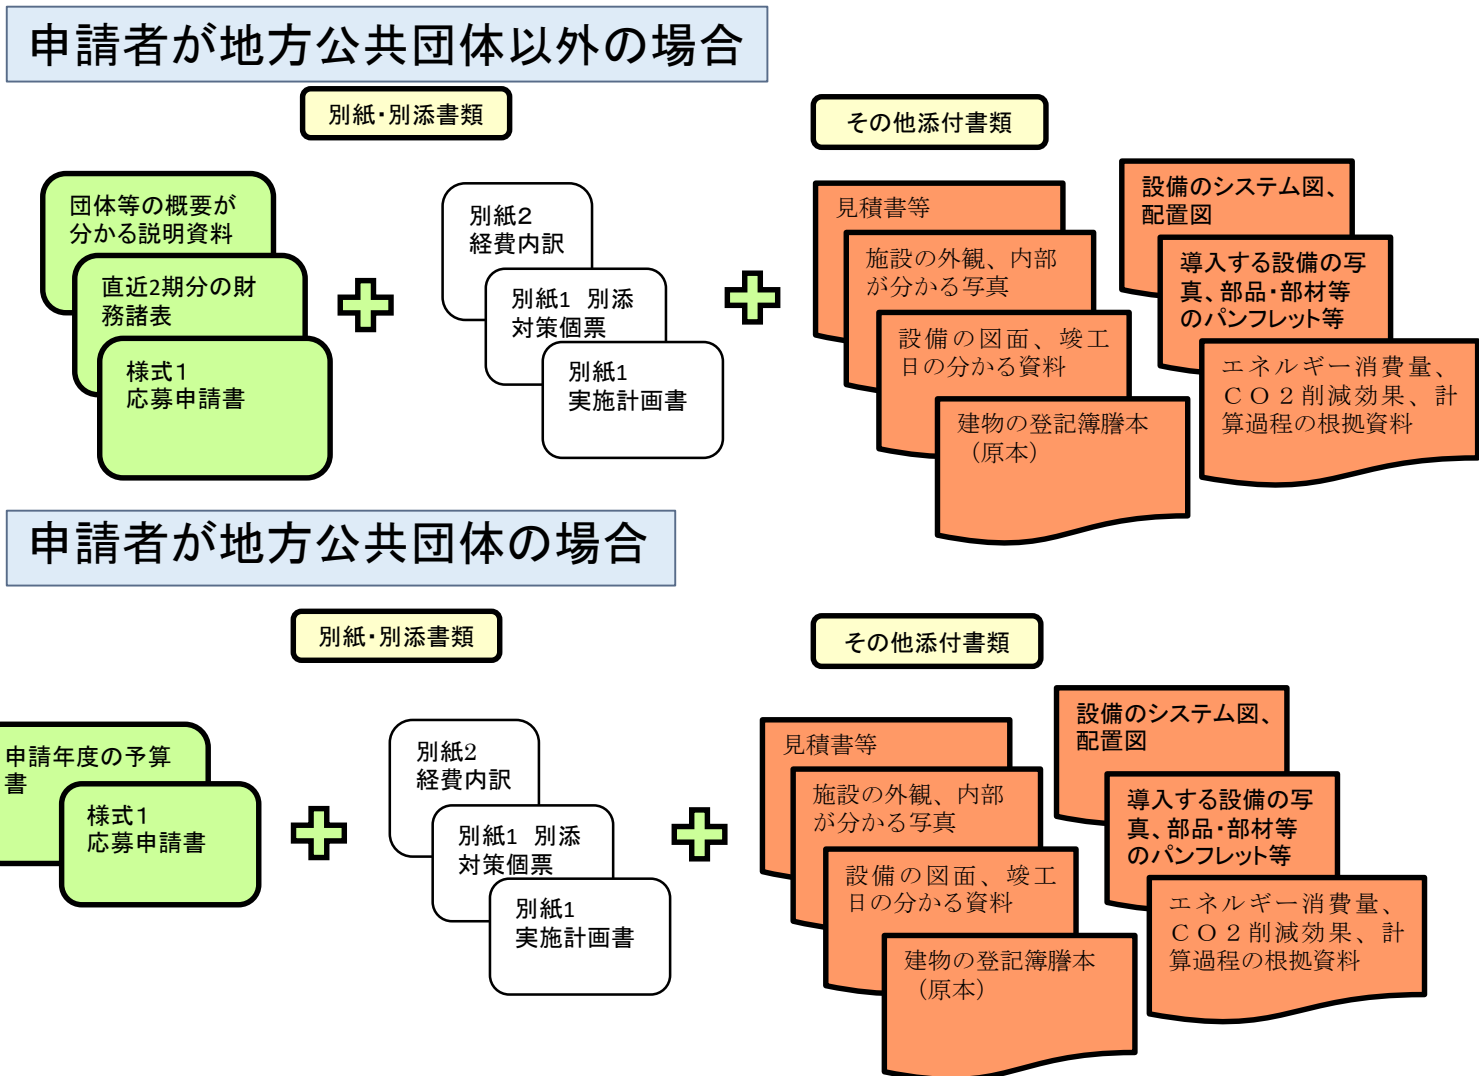 申請者が地方公共団体以外の場合
別紙・別添書類
その他添付書類
団体等の概要が
分かる説明資料
直近2期分の財
務諸表
様式1
応募申請書
別紙2
経費内訳
別紙1 別添
対策個票
別紙1
実施計画書
見積書等
施設の外観、内部
が分かる写真
設備の図面、竣工
日の分かる資料
建物の登記簿謄本
（原本）
設備のシステム図、
配置図
導入する設備の写
真、部品・部材等
のパンフレット等
エネルギー消費量、
ＣＯ２削減効果、計
算過程の根拠資料
申請者が地方公共団体の場合
別紙・別添書類
その他添付書類
申請年度の予算
書
様式1
応募申請書
別紙2
経費内訳
別紙1 別添
対策個票
別紙1
実施計画書
見積書等
施設の外観、内部
が分かる写真
設備の図面、竣工
日の分かる資料
建物の登記簿謄本
（原本）
設備のシステム図、
配置図
導入する設備の写
真、部品・部材等
のパンフレット等
エネルギー消費量、
ＣＯ２削減効果、計
算過程の根拠資料